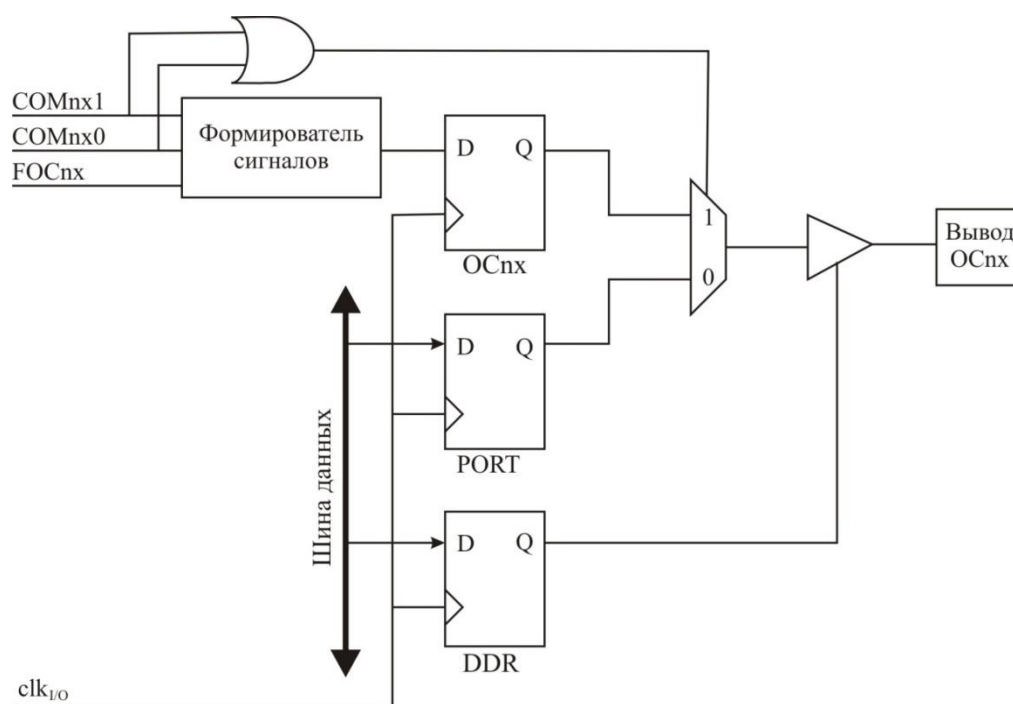 COMnx1
COMnx0
FOCnx
Формирователь
сигналов
D Q
OCnx
1
0
Вывод
OCnx
D Q
PORT
Шина данных
D Q
DDR
clkI/O